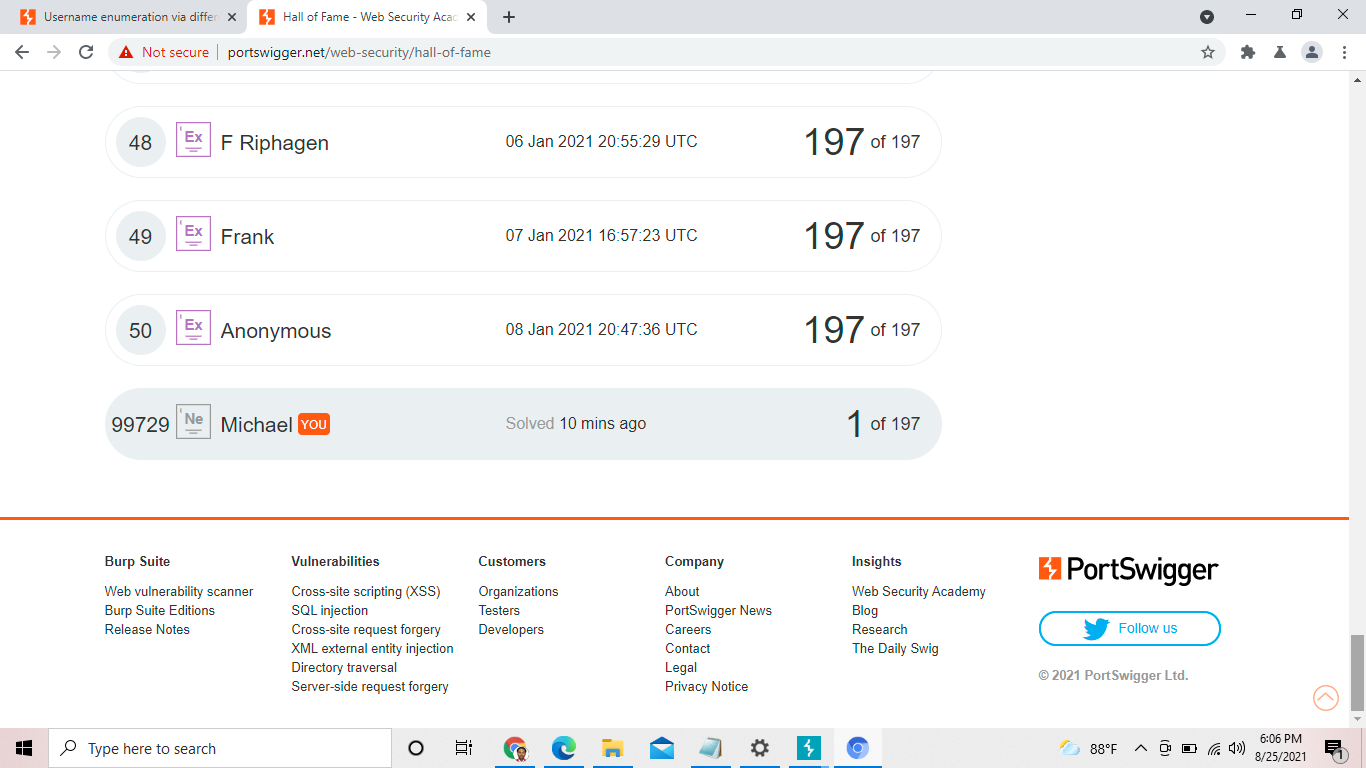 Username enumeration via differ
Hall of Fame - Web Security Acad
Not secure
portswigger.net/web-security/hall-of-fame
48 Ex F Riphagen 06 Jan 2021 20:55:29 UTC 197 of 197
49 Ex Frank 07 Jan 2021 16:57:23 UTC 197 of 197
50 Ex Anonymous 08 Jan 2021 20:47:36 UTC 197 of 197
99729 Ne Michael YOU Solved 10 mins ago 1 of 197
Burp Suite
Web vulnerability scanner
Burp Suite Editions
Release Notes
Vulnerabilities
Cross-site scripting (XSS)
SQL injection
Cross-site request forgery
XML external entity injection
Directory traversal
Server-side request forgery
Customers
Organizations
Testers
Developers
Company
About
PortSwigger News
Careers
Contact
Legal
Privacy Notice
Insights
Web Security Academy
Blog
Research
The Daily Swig
PortSwigger
Follow us
© 2021 PortSwigger Ltd.
Type here to search
88°F
6:06 PM
8/25/2021
1